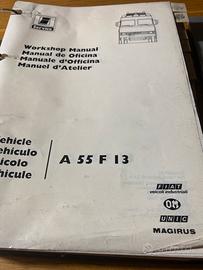 Workshop Manual
Manual de Oficina
Manuale d'Officina
Manuel d'Atelier
ehicle
ehículo
icolo
hicule
A 55 F 13
FIAT
veicoli industriali
OM
UNIC
MAGIRUS